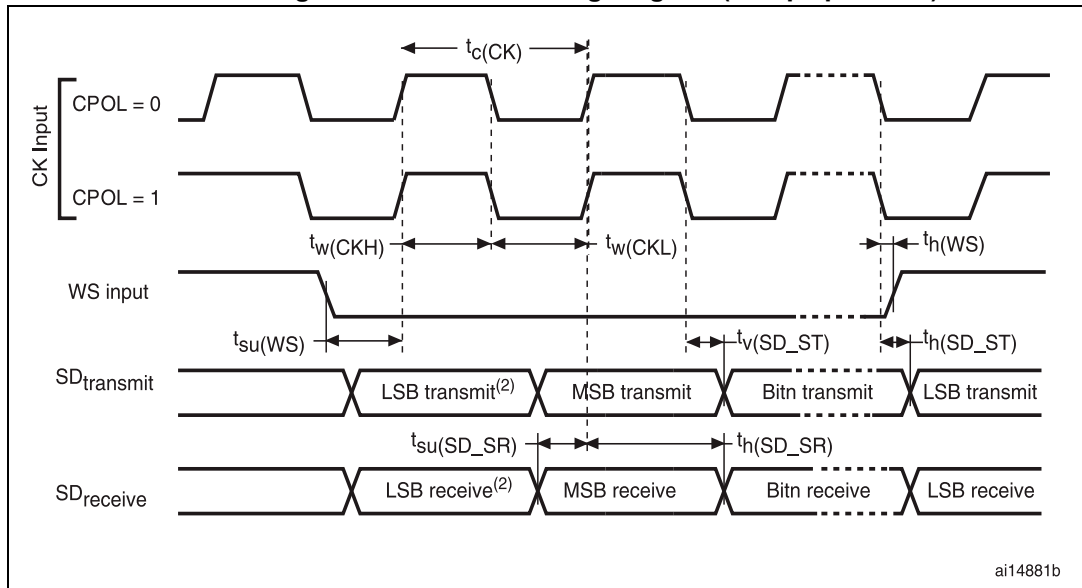 tc(CK)
CK Input
CPOL = 0
CPOL = 1
tw(CKH)
tw(CKL)
th(WS)
WS input
tsu(WS)
tv(SD_ST)
th(SD_ST)
SDtransmit
LSB transmit(2)
MSB transmit
Bitn transmit
LSB transmit
tsu(SD_SR)
th(SD_SR)
SDreceive
LSB receive(2)
MSB receive
Bitn receive
LSB receive
ai14881b